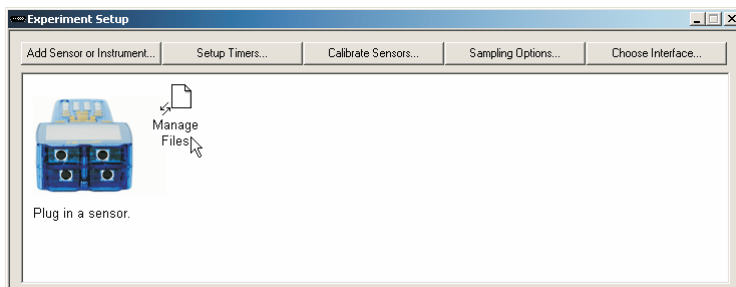 Experiment Setup
Add Sensor or Instrument...
Setup Timers...
Calibrate Sensors...
Sampling Options...
Choose Interface...
Manage
Files
Plug in a sensor.